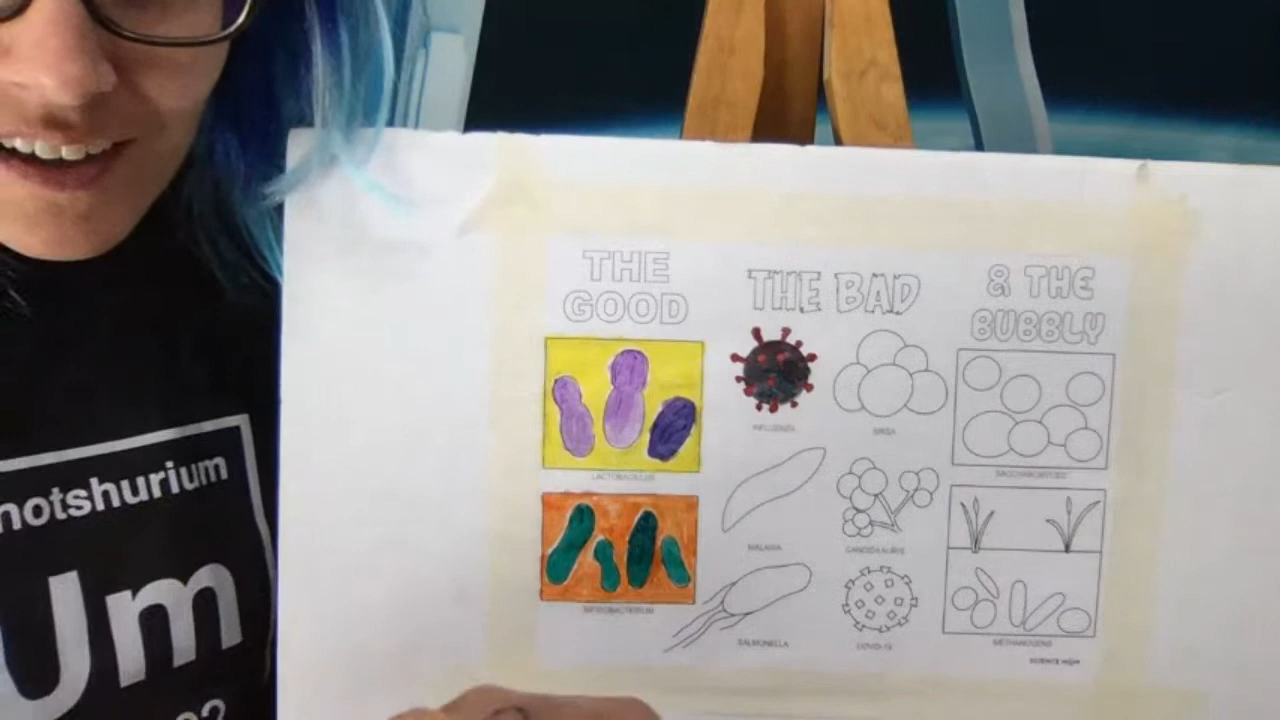 THE
GOOD
THE BAD
& THE
BUBBLY
LACTOBACILLUS
INFLUENZA
MRSA
SACCHAROMYCES
MALARIA
CANDIDA AURIS
SALMONELLA
COVID-19
METHANOGENS
SCIENCE MOM
notshurium
Um